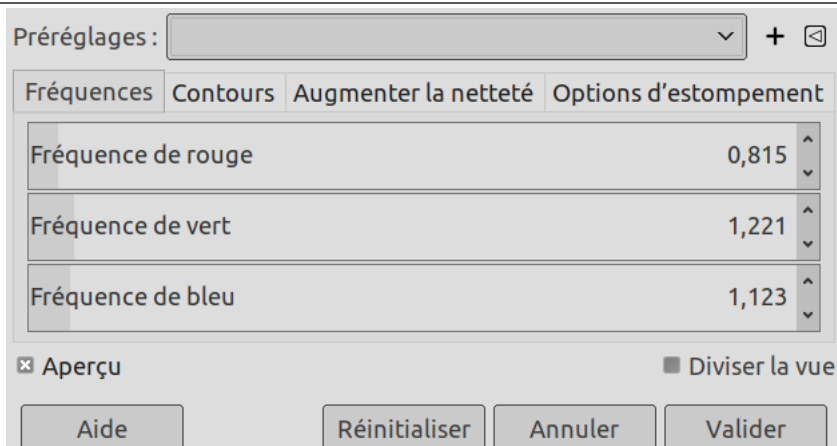 Préréglages :
Fréquences Contours Augmenter la netteté Options d’estompement
Fréquence de rouge 0,815
Fréquence de vert 1,221
Fréquence de bleu 1,123
Aperçu Diviser la vue
Aide Réinitialiser Annuler Valider